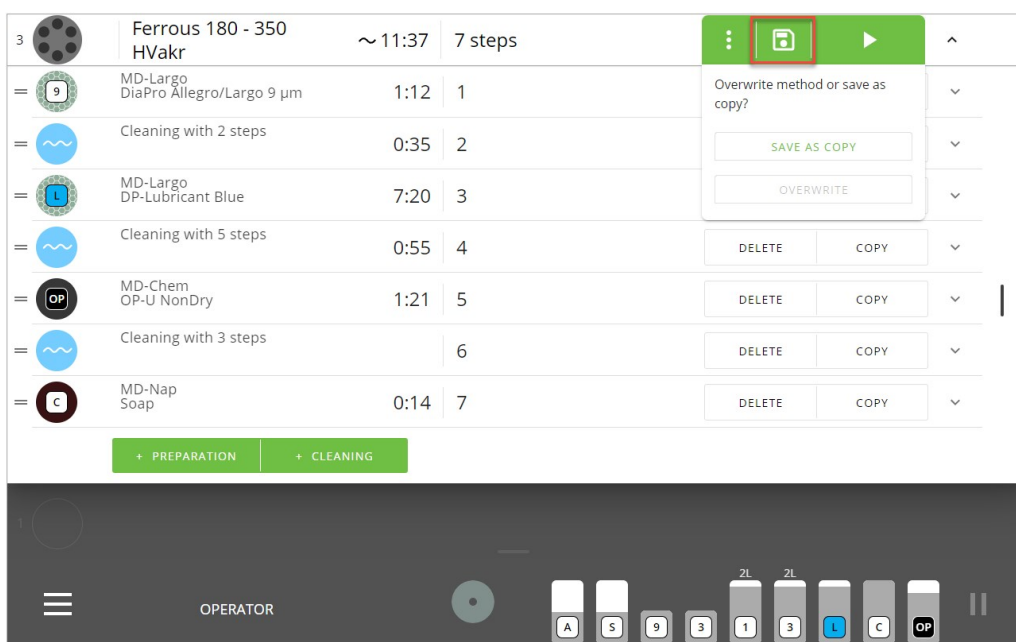 3
Ferrous 180 - 350
HVakr
~ 11:37
7 steps
Overwrite method or save as
copy?
SAVE AS COPY
OVERWRITE
9
MD-Largo
DiaPro Allegro/Largo 9 µm
1:12
1
Cleaning with 2 steps
0:35
2
L
MD-Largo
DP-Lubricant Blue
7:20
3
Cleaning with 5 steps
0:55
4
DELETE
COPY
OP
MD-Chem
OP-U NonDry
1:21
5
DELETE
COPY
Cleaning with 3 steps
6
DELETE
COPY
C
MD-Nap
Soap
0:14
7
DELETE
COPY
+ PREPARATION
+ CLEANING
1
OPERATOR
2L
2L
A
S
9
3
1
3
L
C
OP